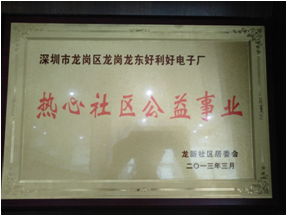 深圳市龙岗区龙岗龙东好利好电子厂
热心社区公益事业
龙新社区居委会
二〇一三年三月